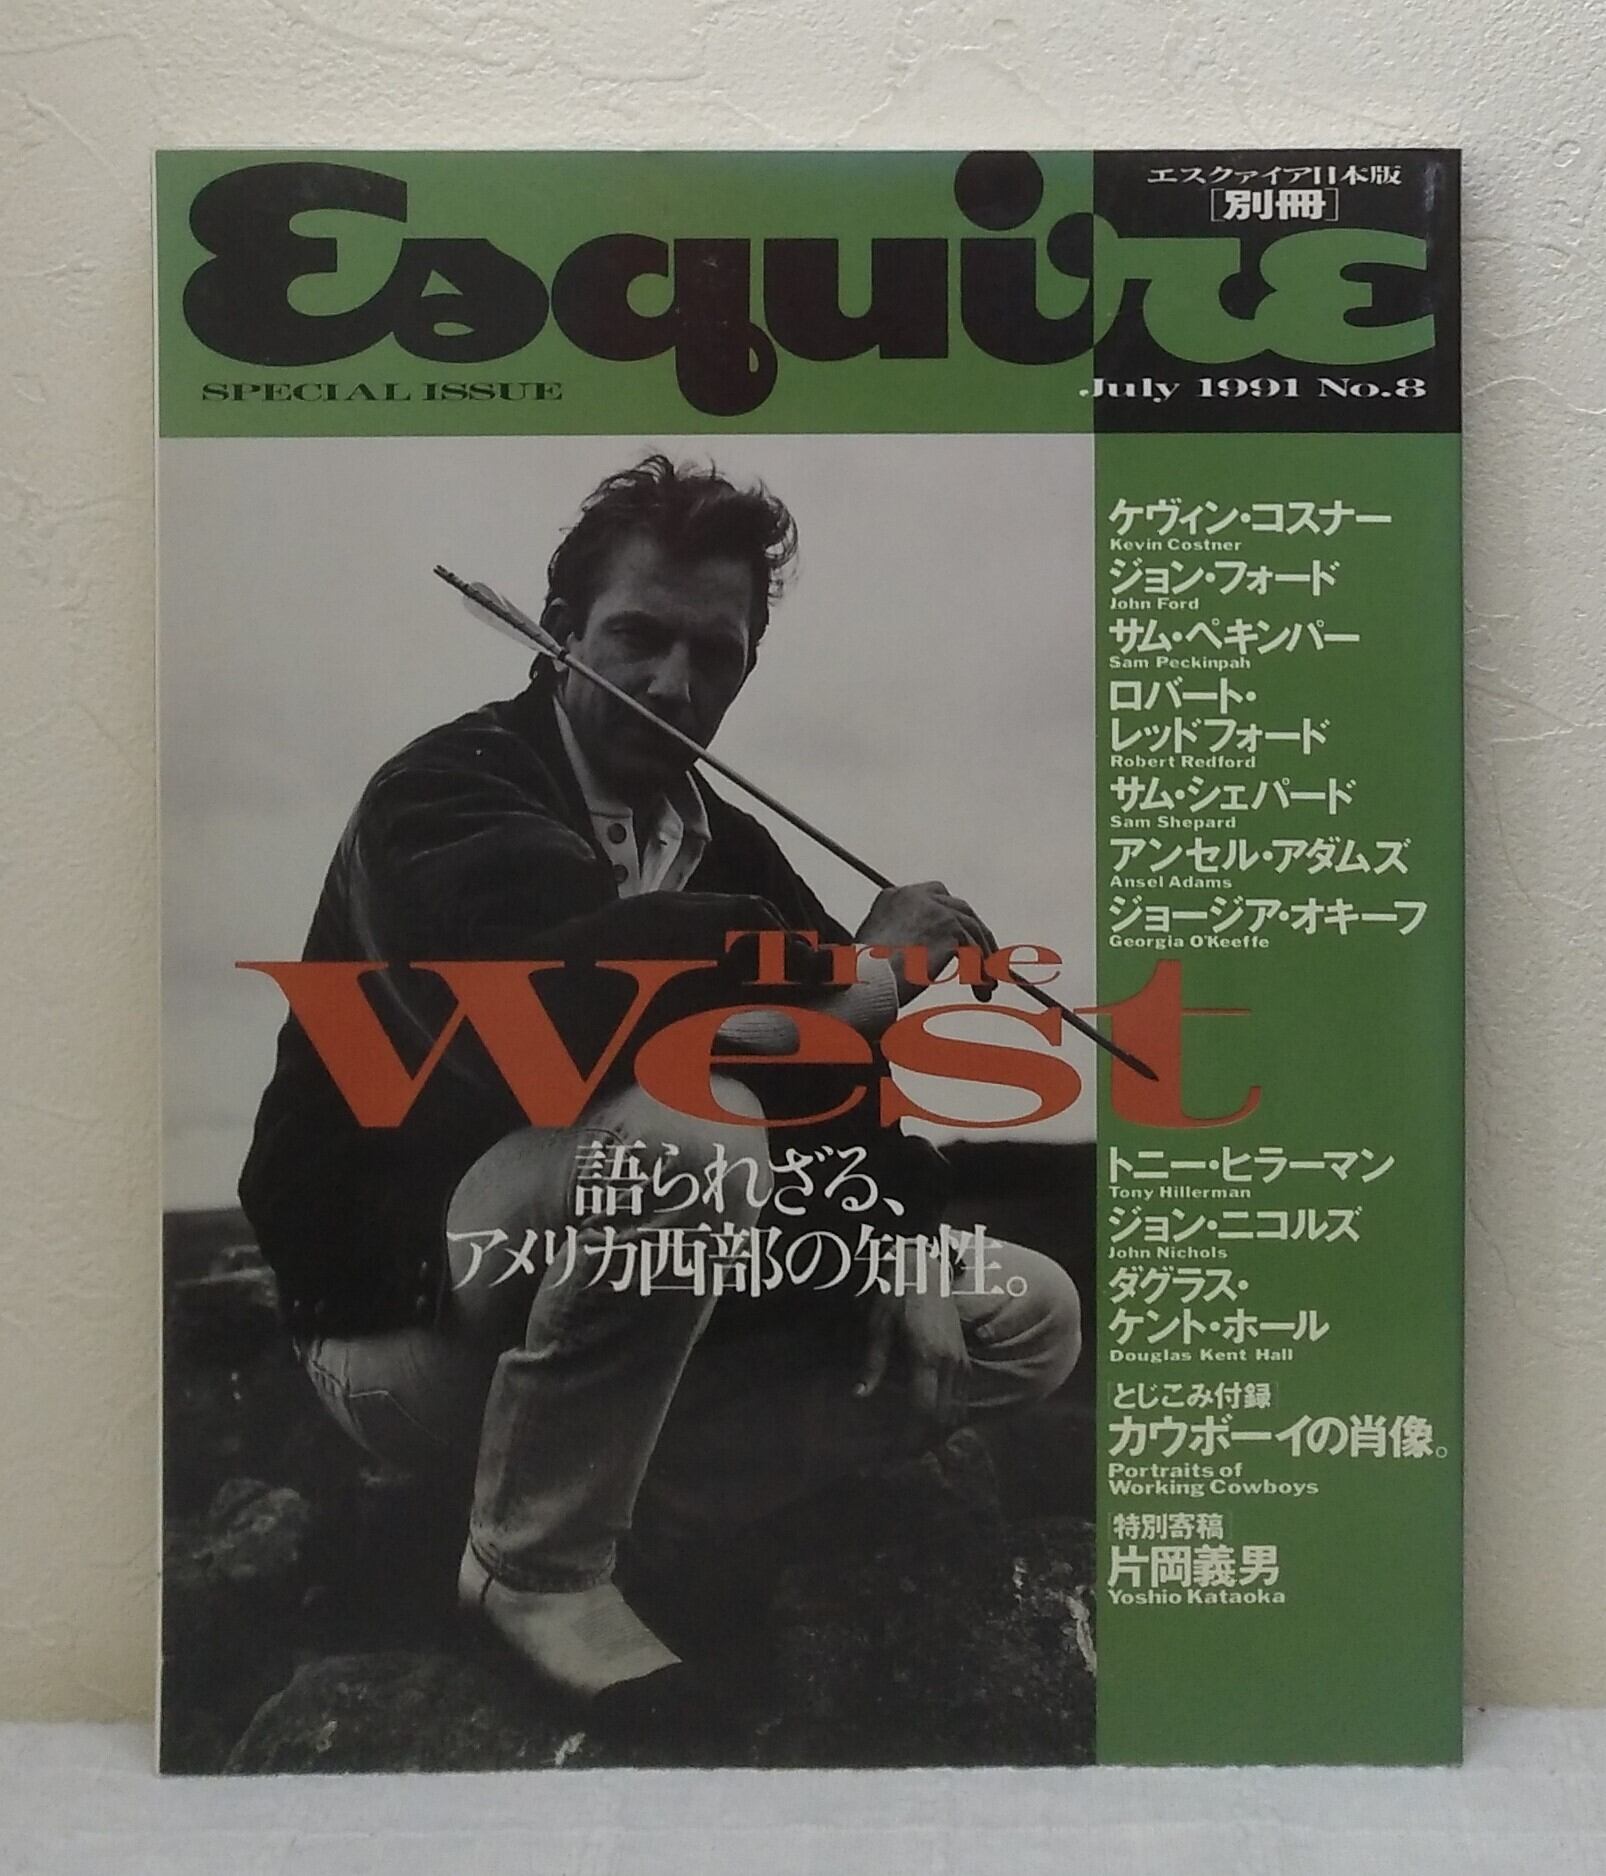 Esquire
エスクァイア日本版
[別冊]
SPECIAL ISSUE
July 1991 No.8
ケヴィン・コスナー
Kevin Costner
ジョン・フォード
John Ford
サム・ペキンパー
Sam Peckinpah
ロバート・
レッドフォード
Robert Redford
サム・シェパード
Sam Shepard
アンセル・アダムズ
Ansel Adams
ジョージア・オキーフ
Georgia O'Keeffe
True
West
語られざる、
アメリカ西部の知性。
トニー・ヒラーマン
Tony Hillerman
ジョン・ニコルズ
John Nichols
ダグラス・
ケント・ホール
Douglas Kent Hall
[とじこみ付録]
カウボーイの肖像。
Portraits of
Working Cowboys
[特別寄稿]
片岡義男
Yoshio Kataoka